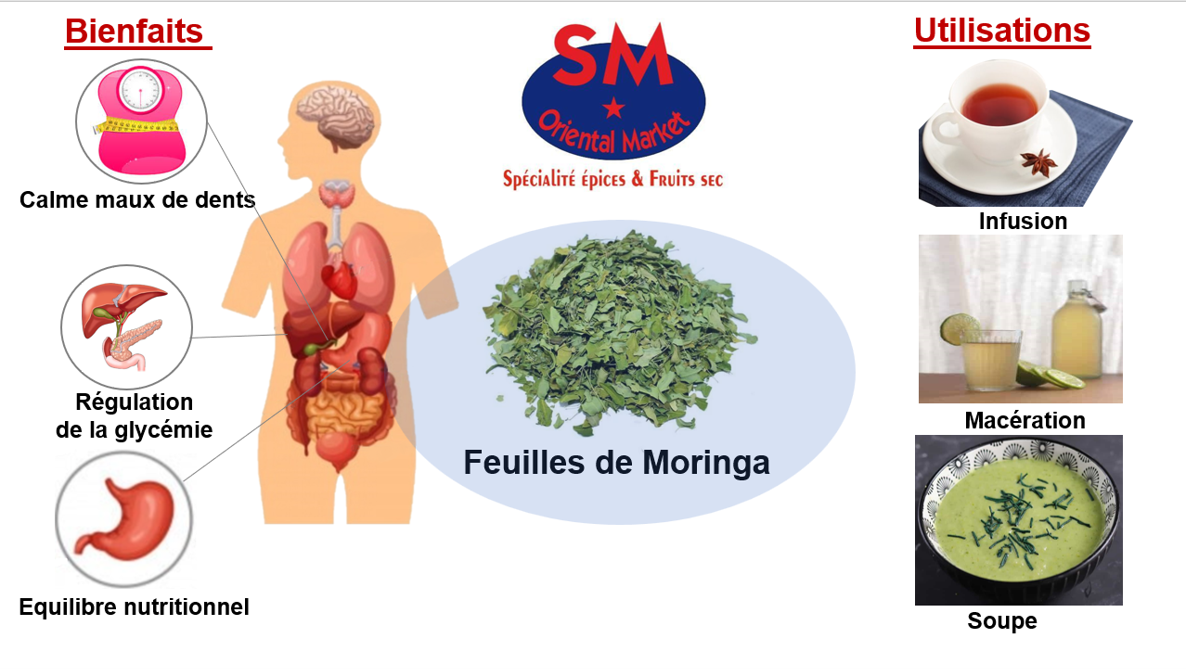 Bienfaits
Calme maux de dents
Régulation
de la glycémie
Equilibre nutritionnel
SM
Oriental Market
Spécialité épices & Fruits sec
Feuilles de Moringa
Utilisations
Infusion
Macération
Soupe